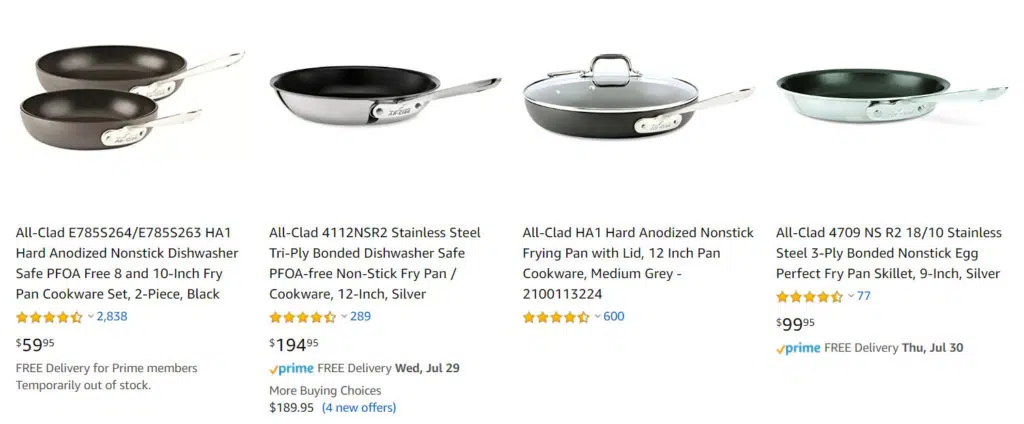 All-Clad E785S264/E785S263 HA1
Hard Anodized Nonstick Dishwasher
Safe PFOA Free 8 and 10-Inch Fry
Pan Cookware Set, 2-Piece, Black
2,838
$59⁹⁵
FREE Delivery for Prime members
Temporarily out of stock.
All-Clad 4112NSR2 Stainless Steel
Tri-Ply Bonded Dishwasher Safe
PFOA-free Non-Stick Fry Pan /
Cookware, 12-Inch, Silver
289
$194⁹⁵
prime FREE Delivery Wed, Jul 29
More Buying Choices
$189.95 (4 new offers)
All-Clad HA1 Hard Anodized Nonstick
Frying Pan with Lid, 12 Inch Pan
Cookware, Medium Grey -
2100113224
600
All-Clad 4709 NS R2 18/10 Stainless
Steel 3-Ply Bonded Nonstick Egg
Perfect Fry Pan Skillet, 9-Inch, Silver
77
$99⁹⁵
prime FREE Delivery Thu, Jul 30